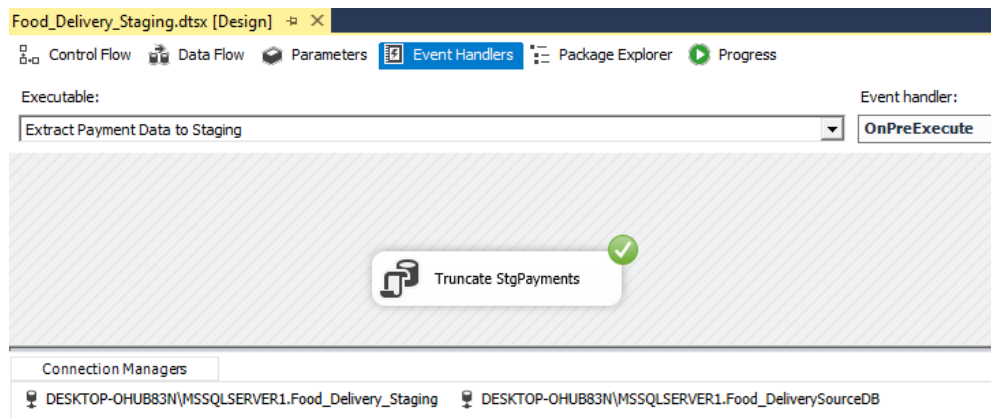 Food_Delivery_Staging.dtsx [Design]
Control Flow Data Flow Parameters Event Handlers Package Explorer Progress
Executable: Event handler:
Extract Payment Data to Staging OnPreExecute
Truncate StgPayments
Connection Managers
DESKTOP-OHUB83N\MSSQLSERVER1.Food_Delivery_Staging DESKTOP-OHUB83N\MSSQLSERVER1.Food_DeliverySourceDB